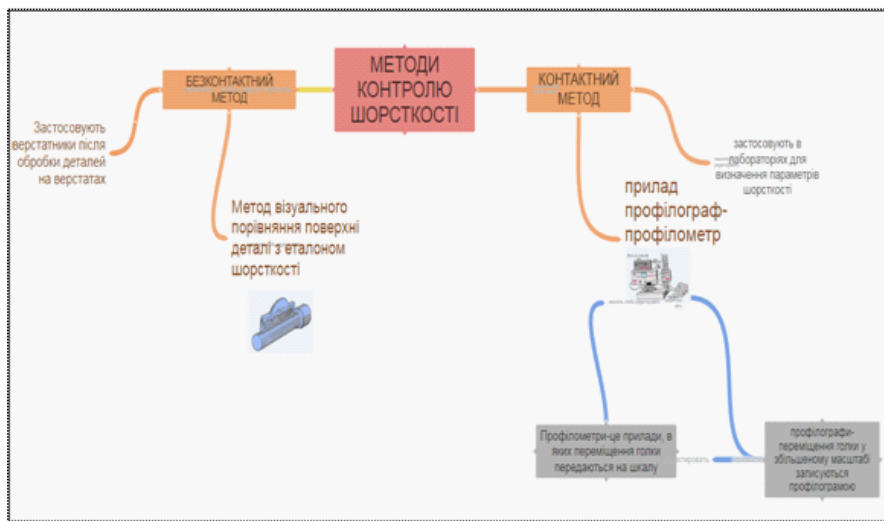 МЕТОДИ
КОНТРОЛЮ
ШОРСТКОСТІ
БЕЗКОНТАКТНИЙ
МЕТОД
Застосовують
верстатники після
обробки деталей
на верстатах
Метод візуального
порівняння поверхні
деталі з еталоном
шорсткості
КОНТАКТНИЙ
МЕТОД
застосовують в
лабораторіях для
визначення параметрів
шорсткості
прилад
профілограф-
профілометр
Профілометри-це прилади, в
яких переміщення голки
передаються на шкалу
профілографи-
переміщення голки у
збільшеному масштабі
записуються
профілограмою